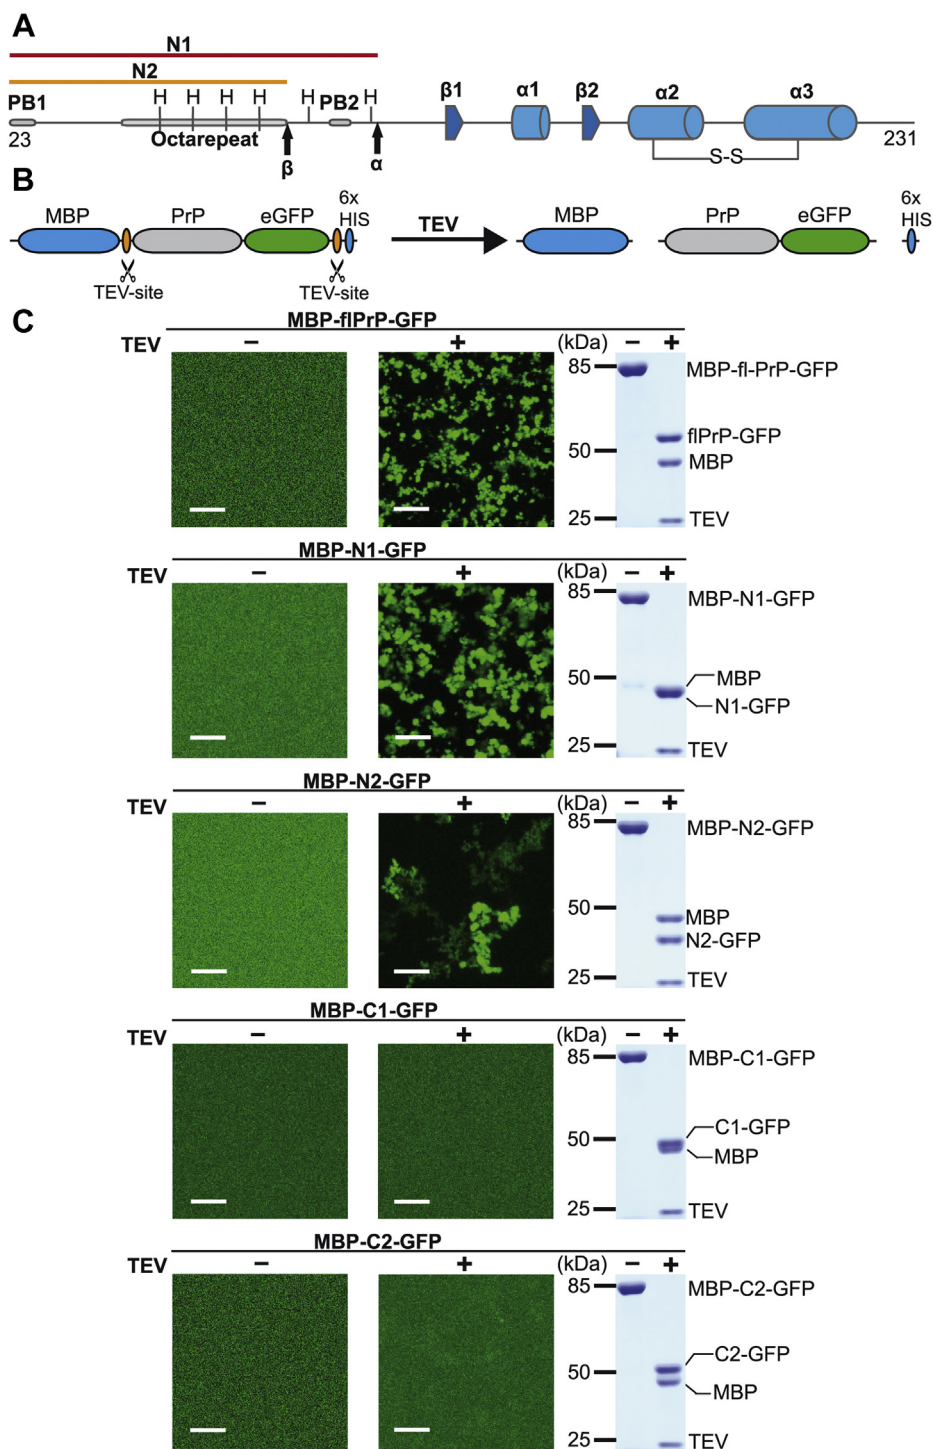 A
N1
N2
PB1 H H H H H PB2 H β1 α1 β2 α2 α3
23 Octarepeat β α S-S 231
B
MBP PrP eGFP 6x HIS TEV MBP PrP eGFP 6x HIS
TEV-site TEV-site
C
MBP-flPrP-GFP
TEV − + (kDa) − +
85 MBP-fl-PrP-GFP
flPrP-GFP
50
MBP
25 TEV
MBP-N1-GFP
TEV − + (kDa) − +
85 MBP-N1-GFP
50 MBP
N1-GFP
25 TEV
MBP-N2-GFP
TEV − + (kDa) − +
85 MBP-N2-GFP
50 MBP
N2-GFP
25 TEV
MBP-C1-GFP
TEV − + (kDa) − +
85 MBP-C1-GFP
C1-GFP
50
MBP
25 TEV
MBP-C2-GFP
TEV − + (kDa) − +
85 MBP-C2-GFP
C2-GFP
50
MBP
25 TEV